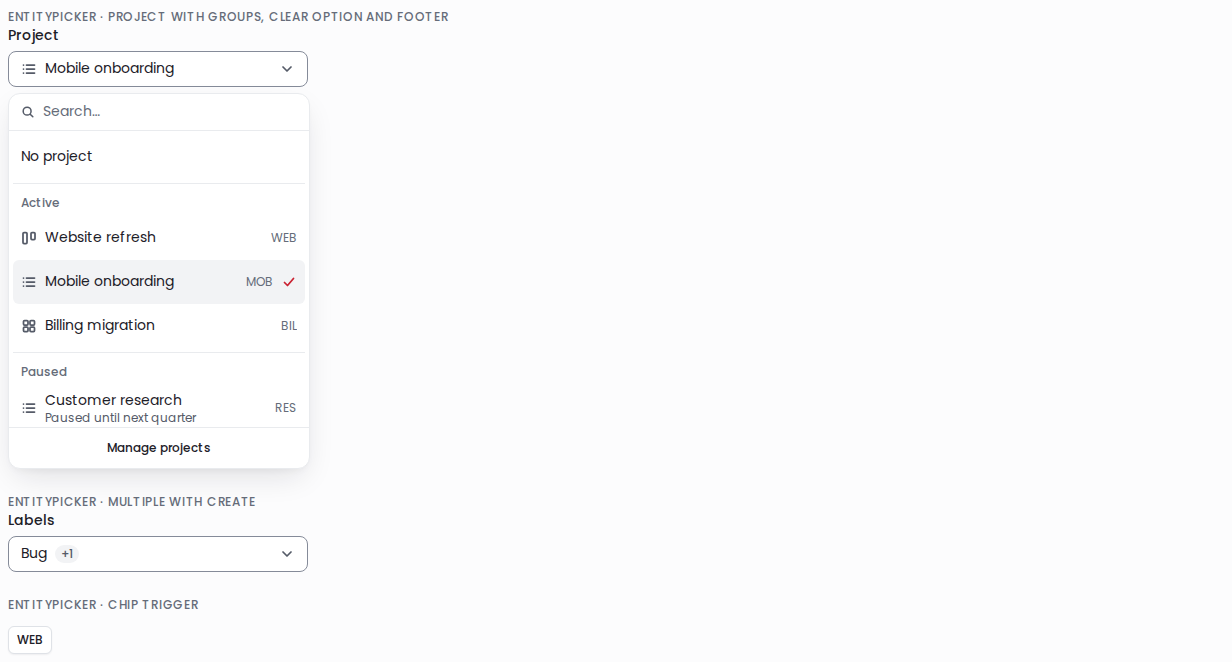 ENTITYPICKER · PROJECT WITH GROUPS, CLEAR OPTION AND FOOTER
Project
Mobile onboarding
Search…
No project
Active
Website refresh WEB
Mobile onboarding MOB
Billing migration BIL
Paused
Customer research RES
Paused until next quarter
Manage projects
ENTITYPICKER · MULTIPLE WITH CREATE
Labels
Bug +1
ENTITYPICKER · CHIP TRIGGER
WEB